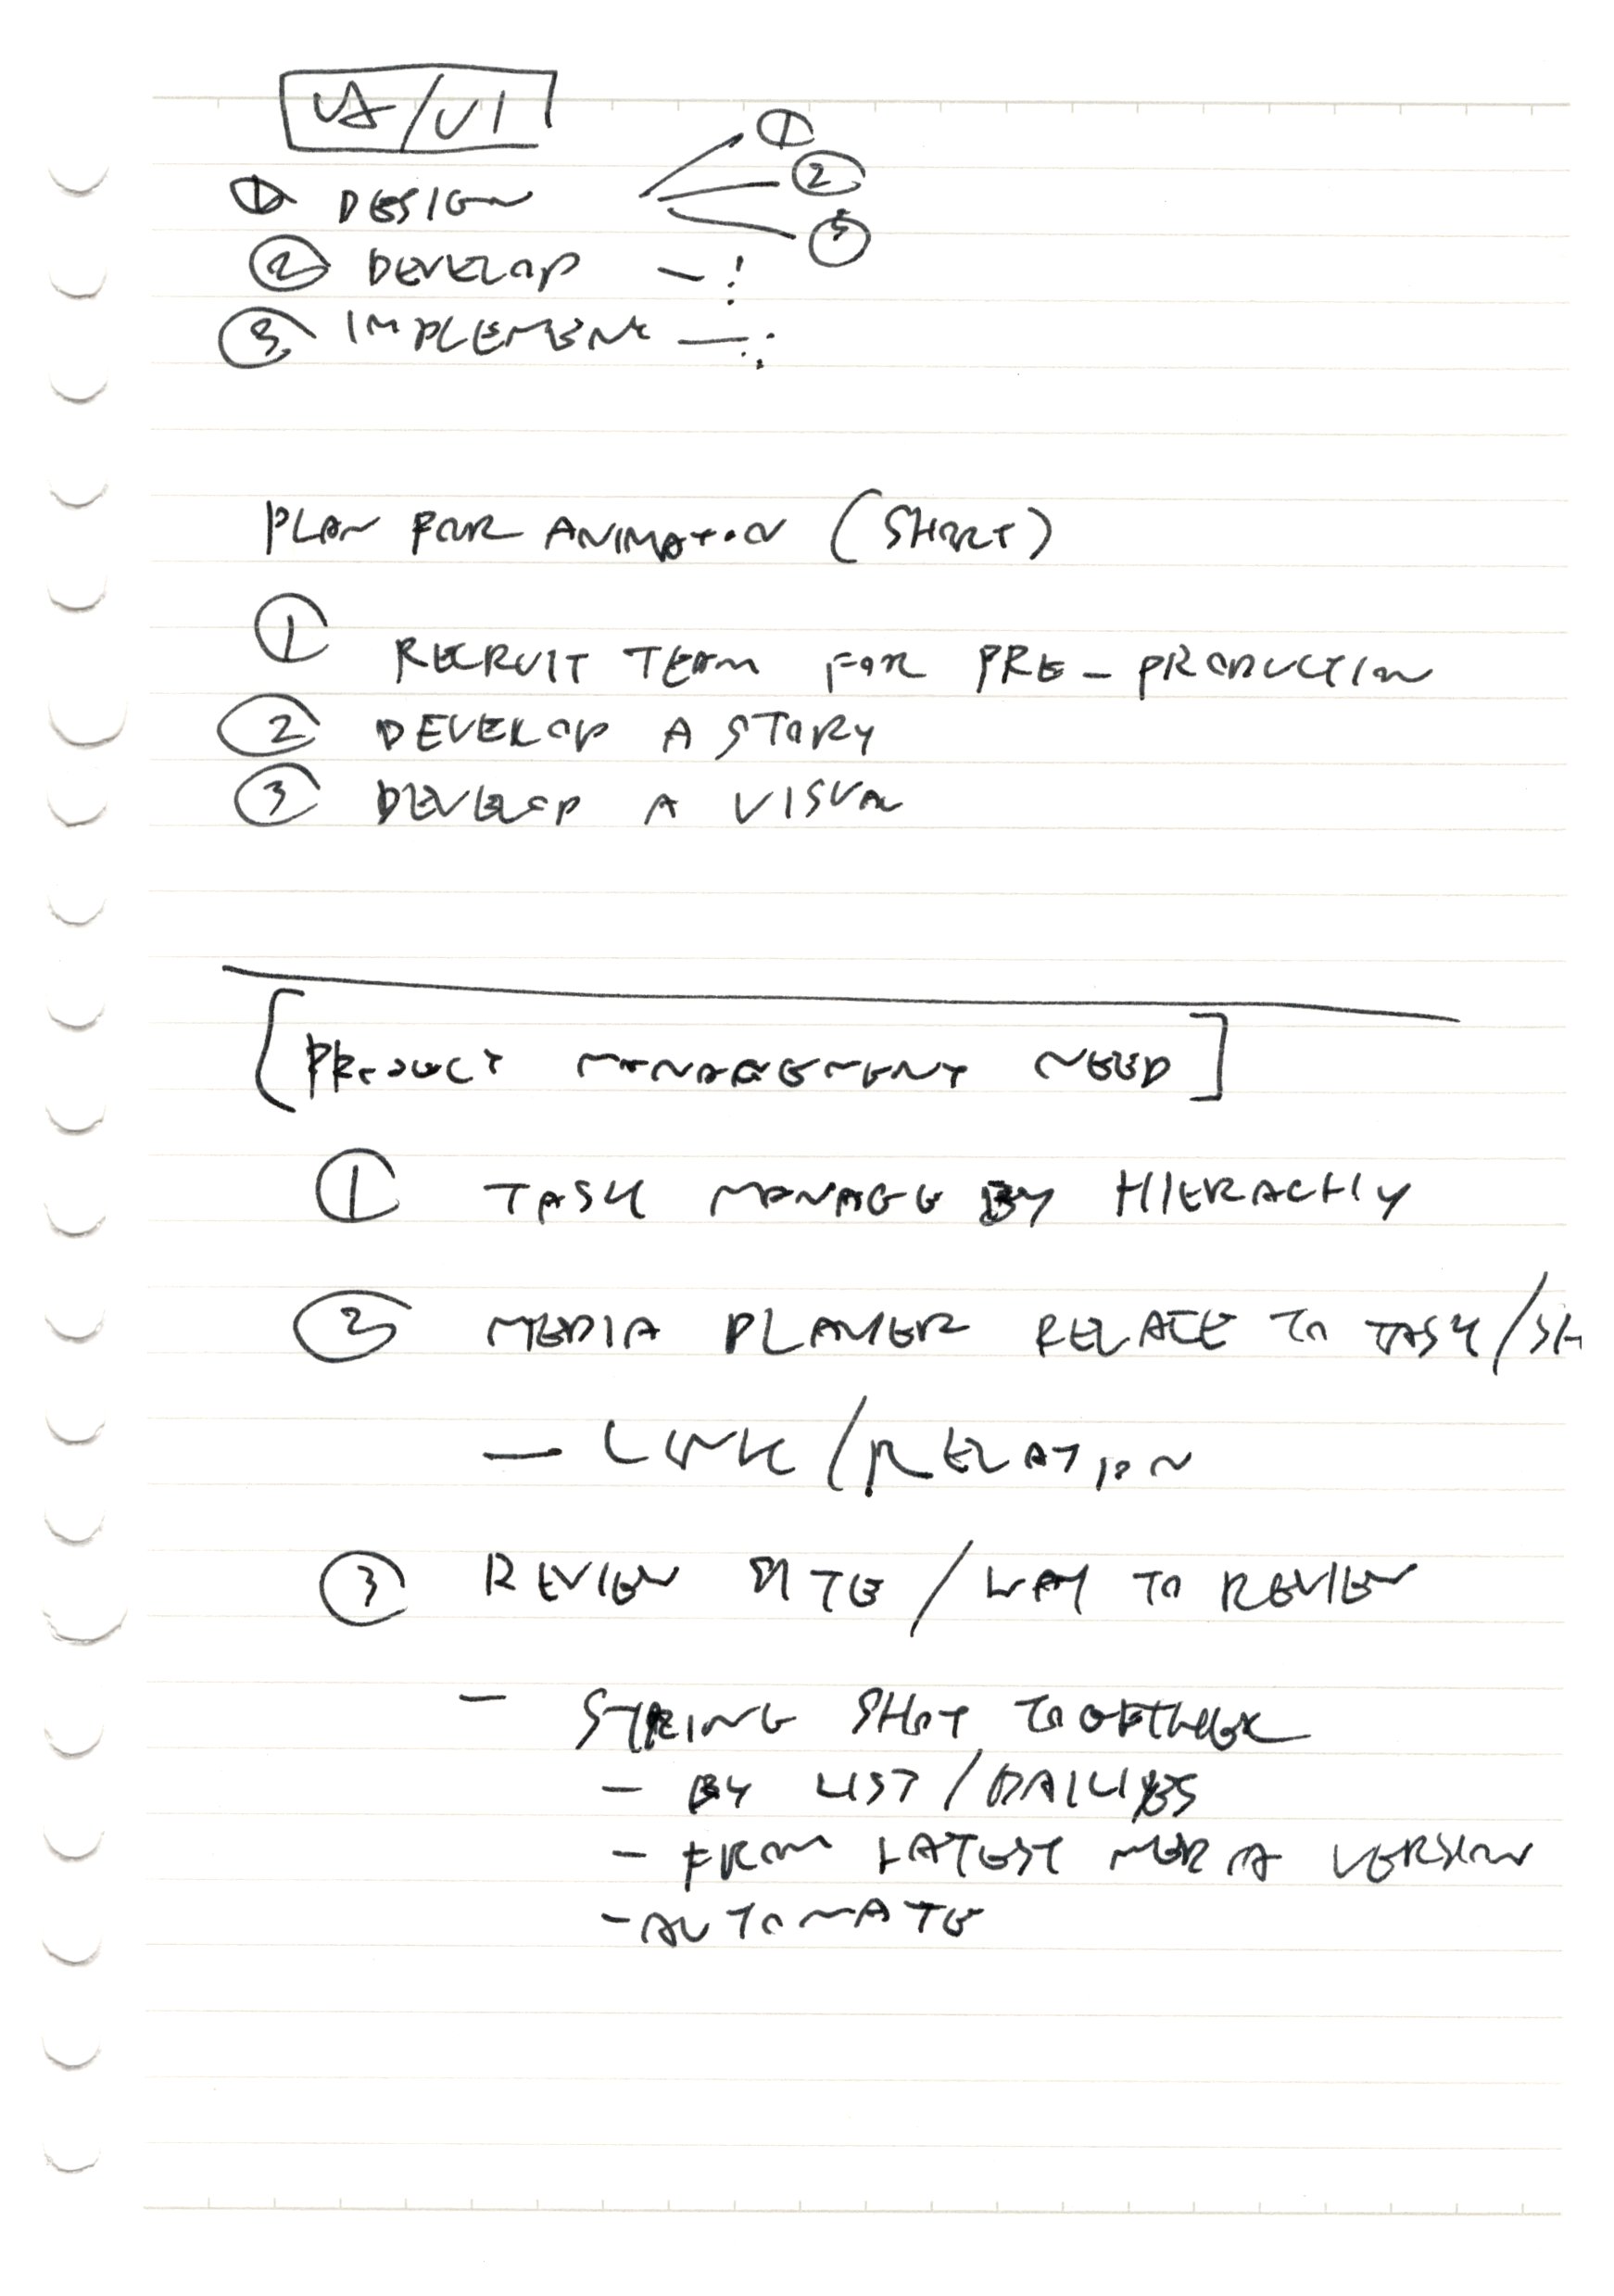 UX/UI
① DESIGN ①
②
③
② DEVELOP - :
③ IMPLEMENT - :
PLAN FOR ANIMATION (SHORT)
① RECRUIT TEAM FOR PRE-PRODUCTION
② DEVELOP A STORY
③ DEVELOP A VISUAL
[PRODUCT MANAGEMENT NEED]
① TASK MANAGE BY HIERACHY
② MEDIA PLAYER RELATE TO TASK/SH
- LINK/RELATION
③ REVIEW SITE / WAY TO REVIEW
- STRING SHOT TOGETHER
- BY LIST/DAILIES
- FROM LATEST MEDIA VERSION
- AUTOMATE